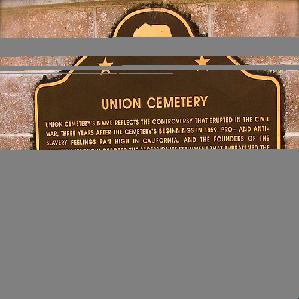 UNION CEMETERY
UNION CEMETERY'S NAME REFLECTS THE CONTROVERSY THAT ERUPTED IN THE CIVIL
WAR. THREE YEARS AFTER THE CEMETERY'S BEGINNINGS IN 1859, PRO- AND ANTI-
SLAVERY FEELINGS RAN HIGH IN CALIFORNIA, AND THE FOUNDERS OF THE